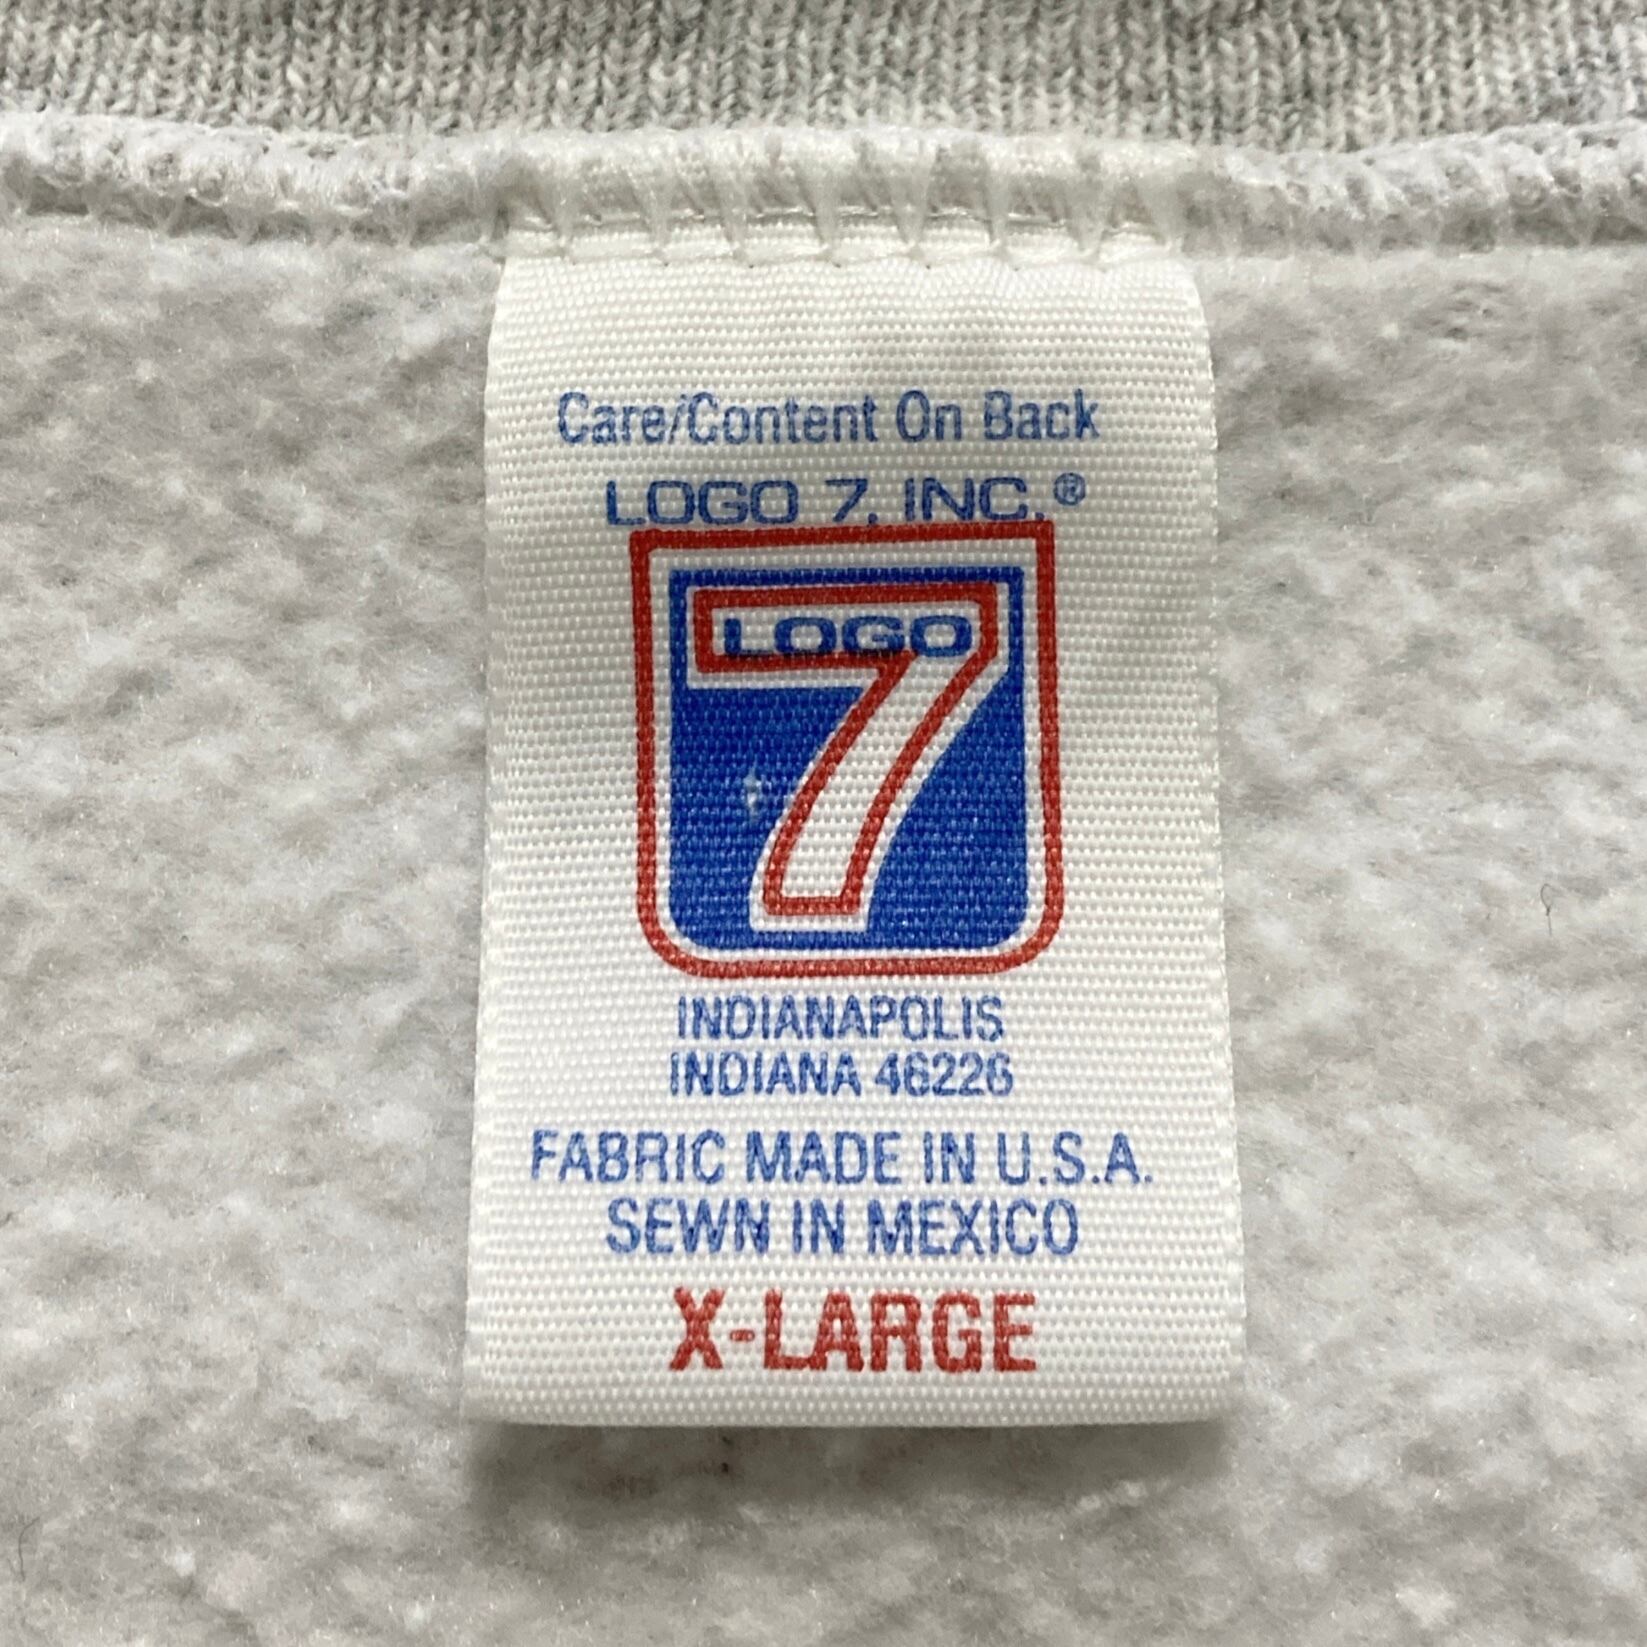 Care/Content On Back
LOGO 7, INC.®
LOGO
7
INDIANAPOLIS
INDIANA 46226
FABRIC MADE IN U.S.A.
SEWN IN MEXICO
X-LARGE